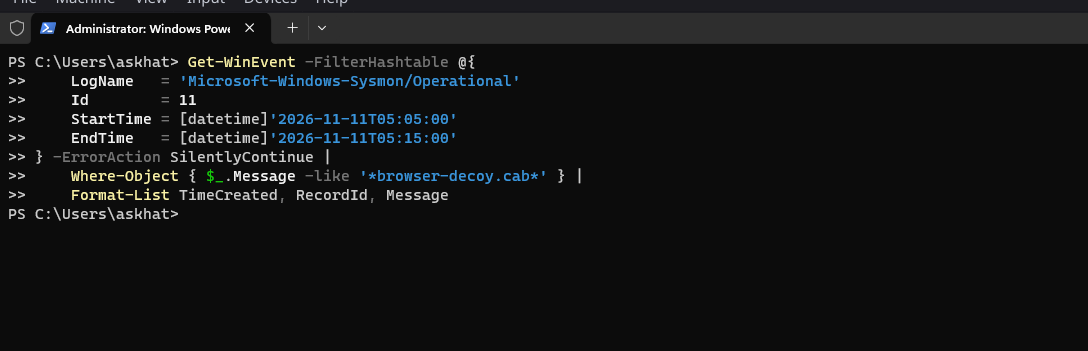 File Machine View Input Devices Help
Administrator: Windows Powe
PS C:\Users\askhat> Get-WinEvent -FilterHashtable @{
>>     LogName   = 'Microsoft-Windows-Sysmon/Operational'
>>     Id        = 11
>>     StartTime = [datetime]'2026-11-11T05:05:00'
>>     EndTime   = [datetime]'2026-11-11T05:15:00'
>> } -ErrorAction SilentlyContinue |
>>     Where-Object { $_.Message -like '*browser-decoy.cab*' } |
>>     Format-List TimeCreated, RecordId, Message
PS C:\Users\askhat>